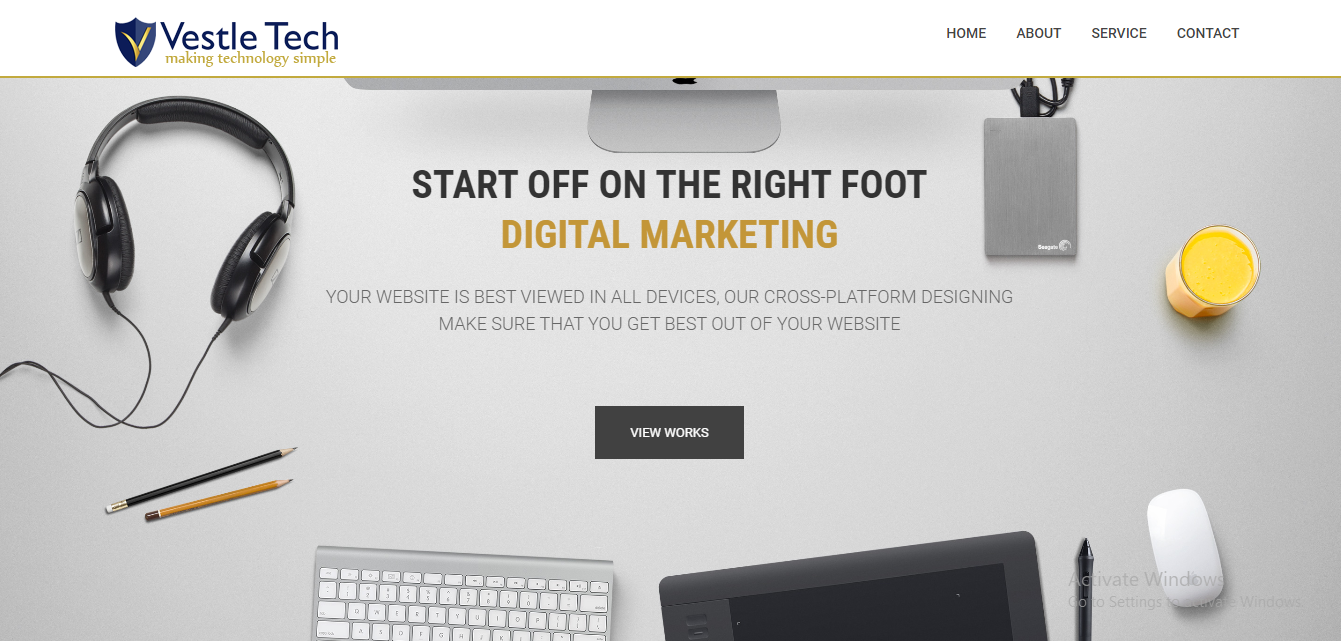 Vestle Tech
making technology simple
HOME ABOUT SERVICE CONTACT
START OFF ON THE RIGHT FOOT
DIGITAL MARKETING
YOUR WEBSITE IS BEST VIEWED IN ALL DEVICES, OUR CROSS-PLATFORM DESIGNING
MAKE SURE THAT YOU GET BEST OUT OF YOUR WEBSITE
VIEW WORKS
Seagate
Activate Windows
Go to Settings to activate Windows.
Q W E R T Y U I O P
A S D F G H J K L